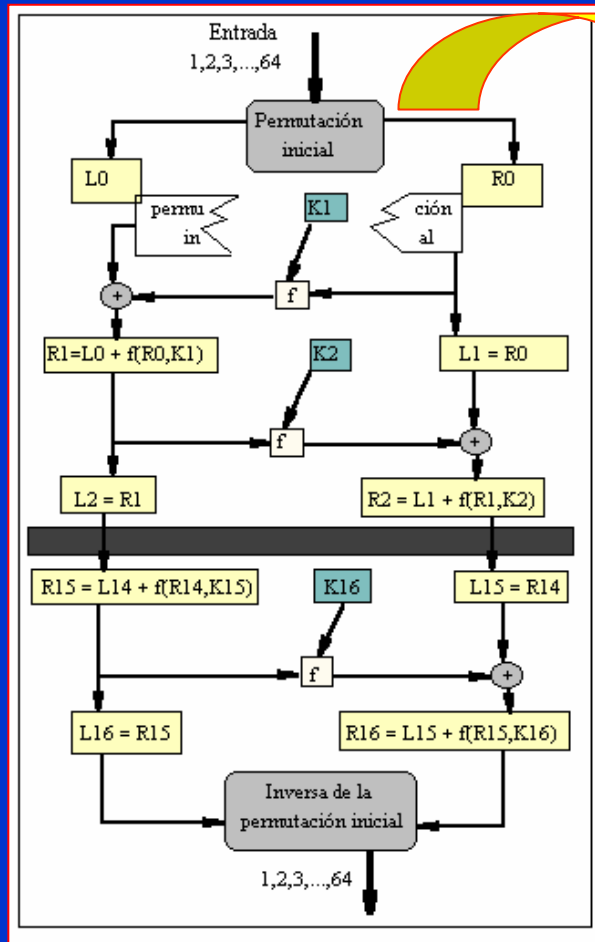 Entrada
1,2,3,...,64
Permutación
inicial
L0
R0
permu
in
K1
ción
al
+
f
R1=L0 + f(R0,K1)
K2
L1 = R0
f
+
L2 = R1
R2 = L1 + f(R1,K2)
R15 = L14 + f(R14,K15)
K16
L15 = R14
f
+
L16 = R15
R16 = L15 + f(R15,K16)
Inversa de la
permutación inicial
1,2,3,...,64